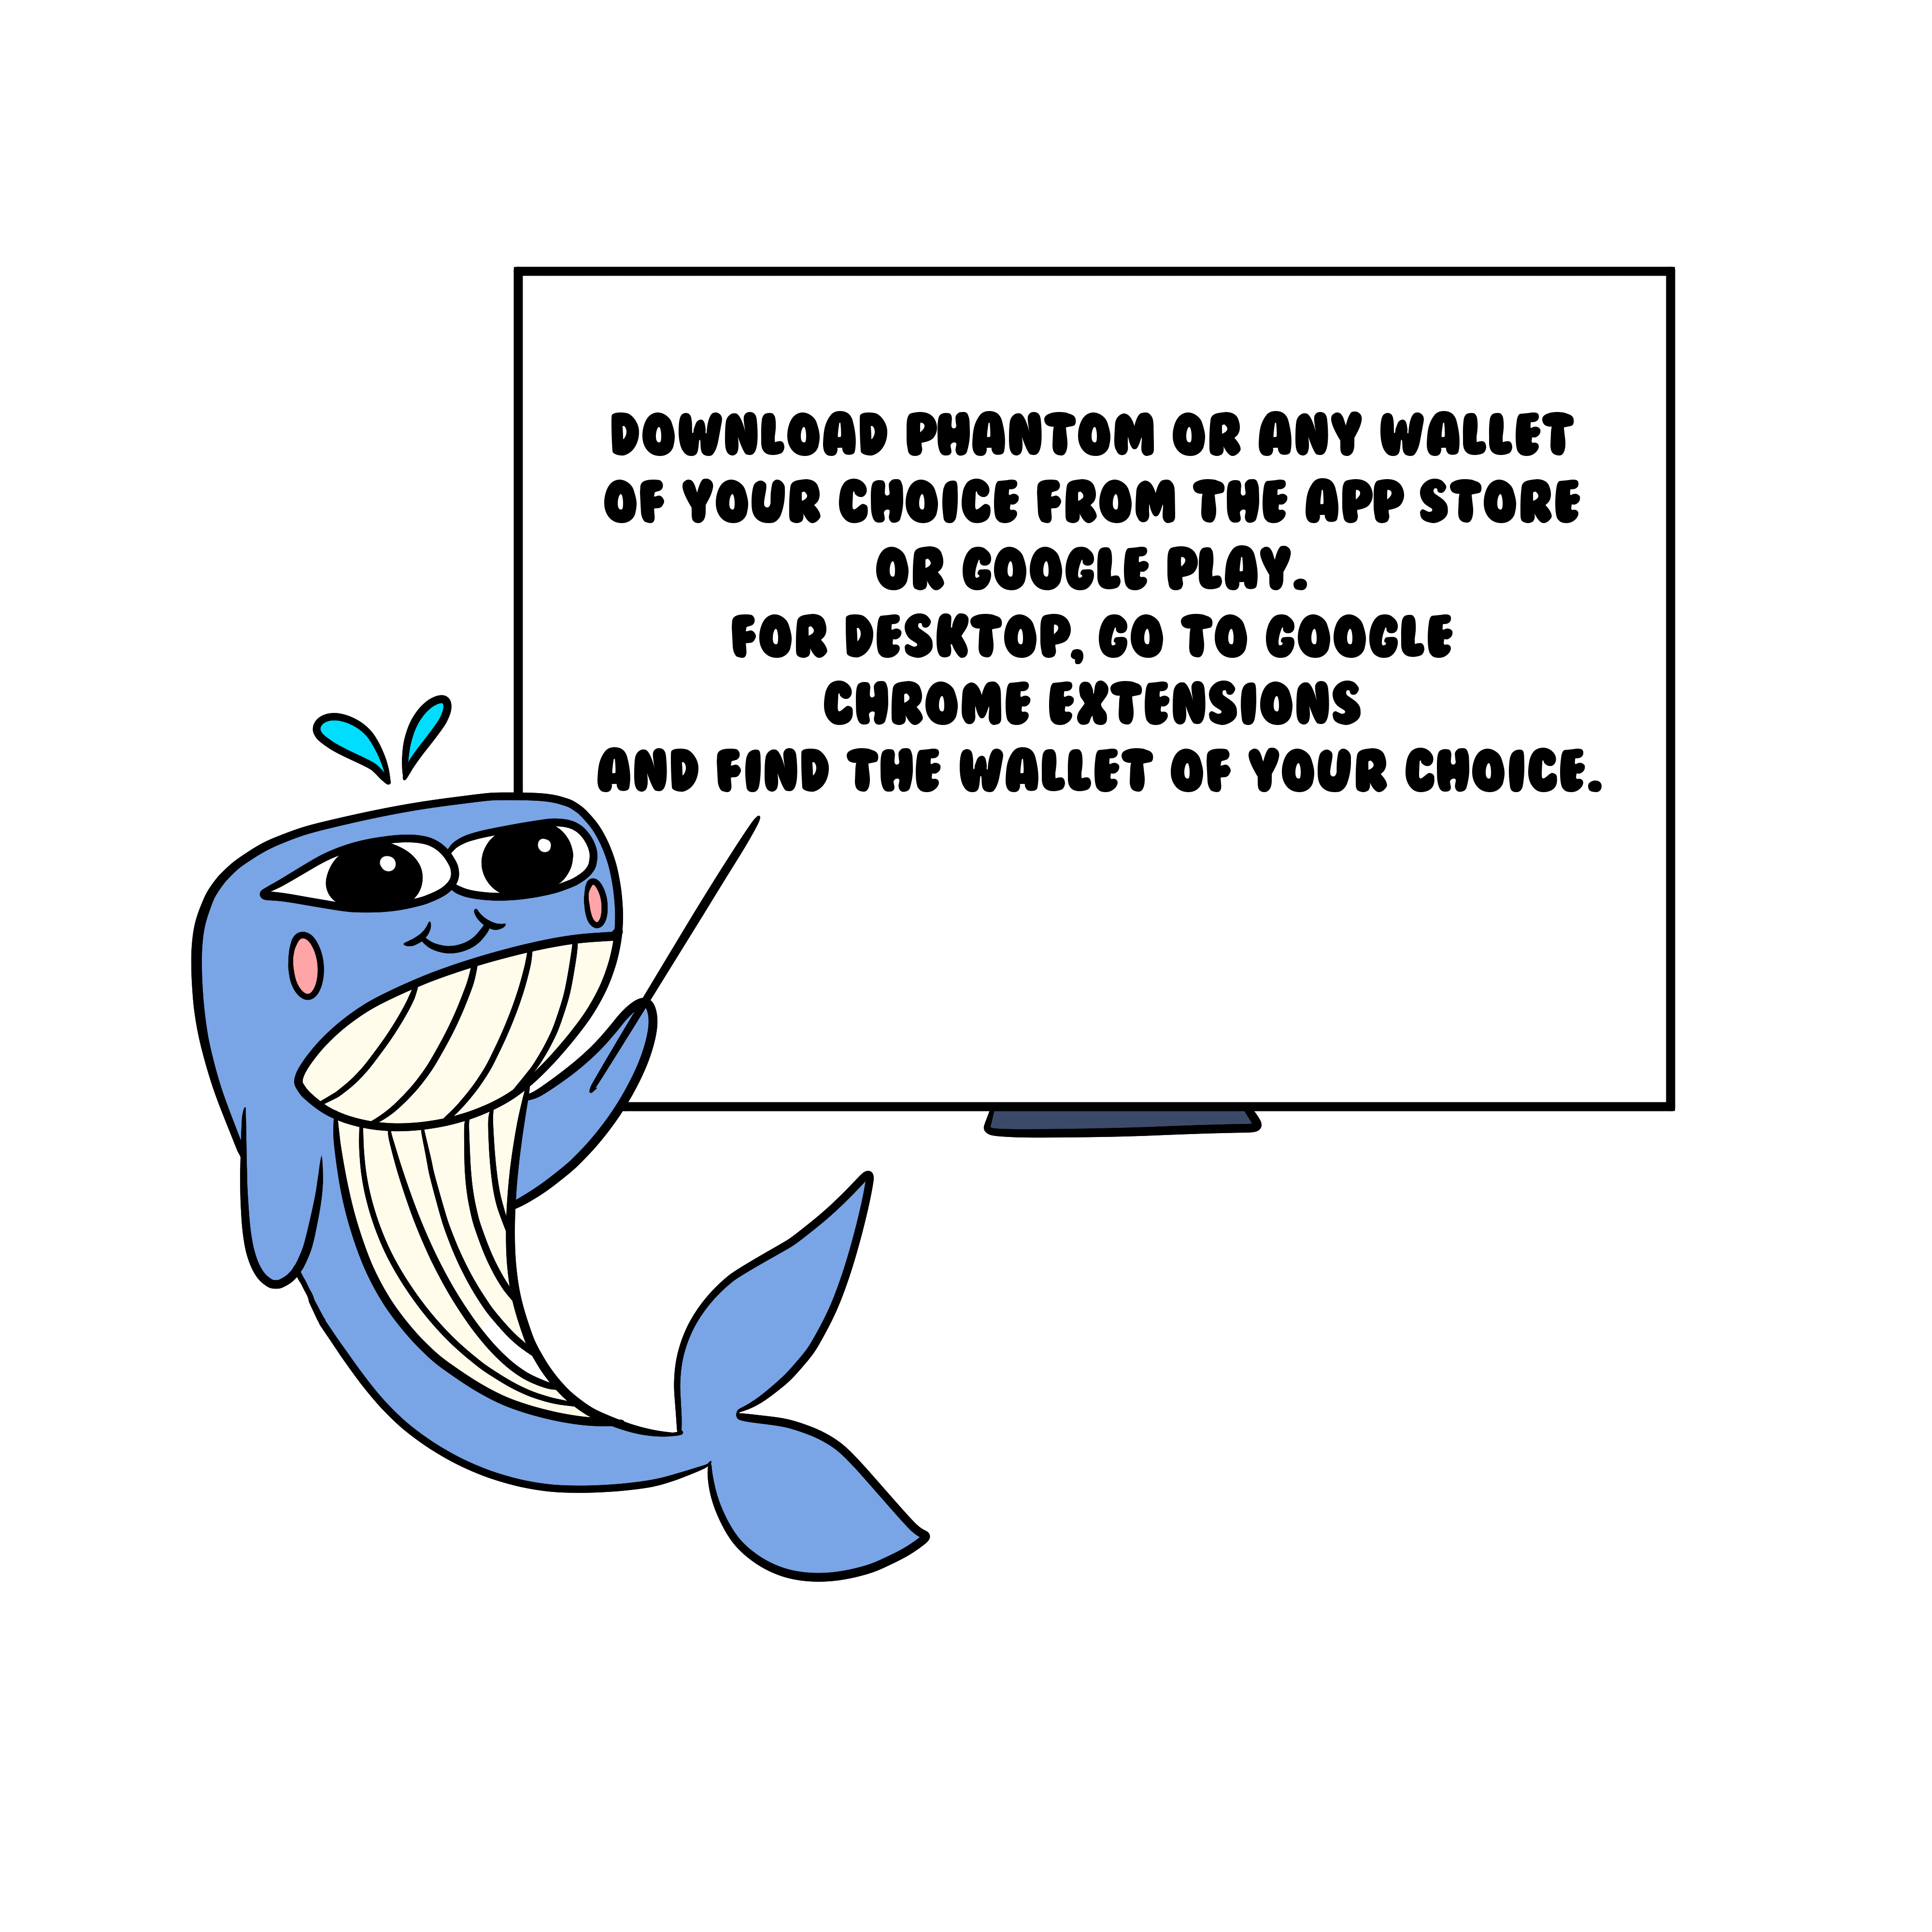 DOWNLOAD PHANTOM OR ANY WALLET
OF YOUR CHOICE FROM THE APP STORE
OR GOOGLE PLAY.
FOR DESKTOP, GO TO GOOGLE
CHROME EXTENSIONS
AND FIND THE WALLET OF YOUR CHOICE.